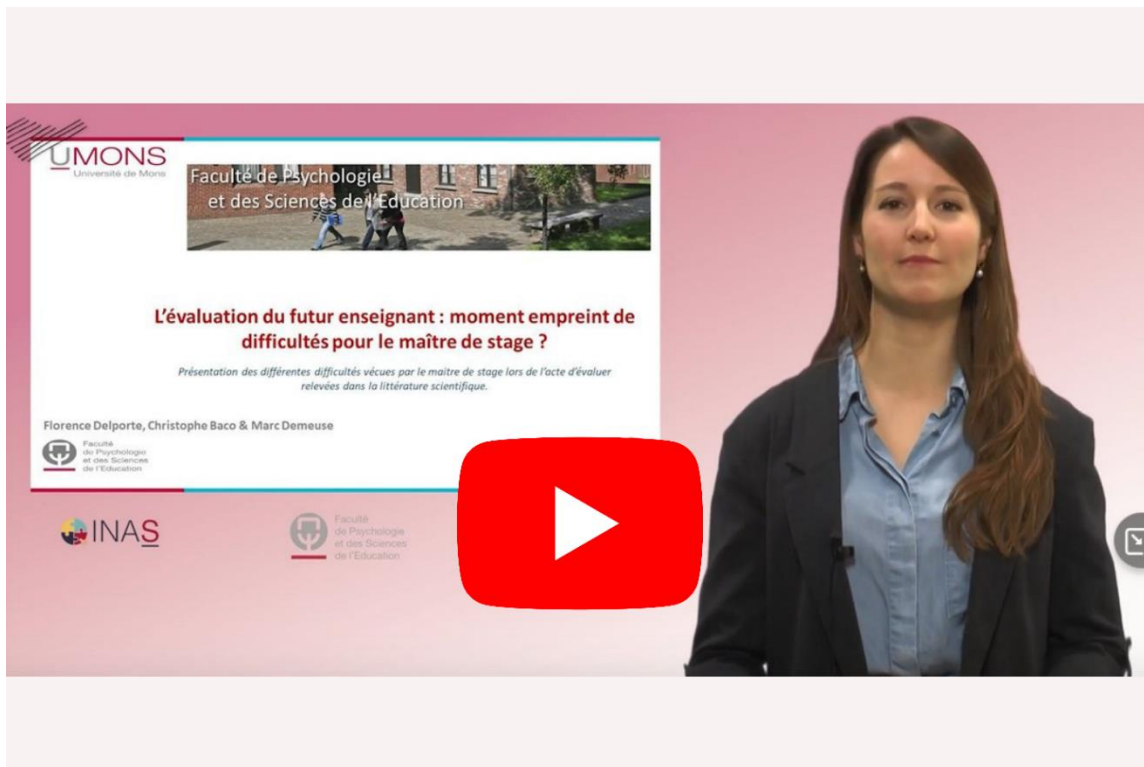 UMONS
Université de Mons
Faculté de Psychologie
et des Sciences de l'Education
L'évaluation du futur enseignant : moment empreint de
difficultés pour le maître de stage ?
Présentation des différentes difficultés vécues par le maitre de stage lors de l'acte d'évaluer
relevées dans la littérature scientifique.
Florence Delporte, Christophe Baco & Marc Demeuse
Faculté
de Psychologie
et des Sciences
de l'Education
INAS
Faculté
de Psychologie
et des Sciences
de l'Education